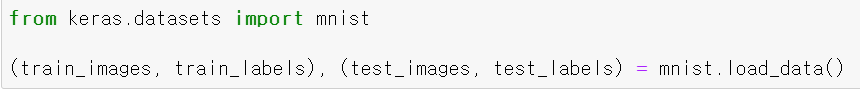 from keras.datasets import mnist
(train_images, train_labels), (test_images, test_labels) = mnist.load_data()